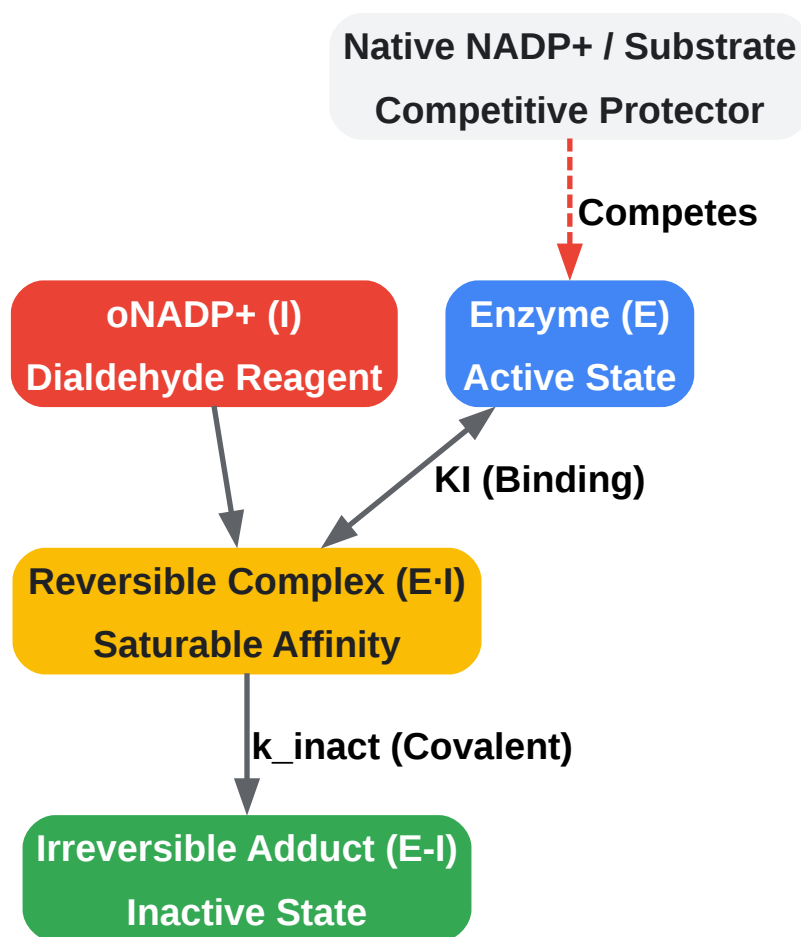 Native NADP+ / Substrate
Competitive Protector
Competes
oNADP+ (I)
Dialdehyde Reagent
Enzyme (E)
Active State
KI (Binding)
Reversible Complex (E·I)
Saturable Affinity
k_inact (Covalent)
Irreversible Adduct (E-I)
Inactive State